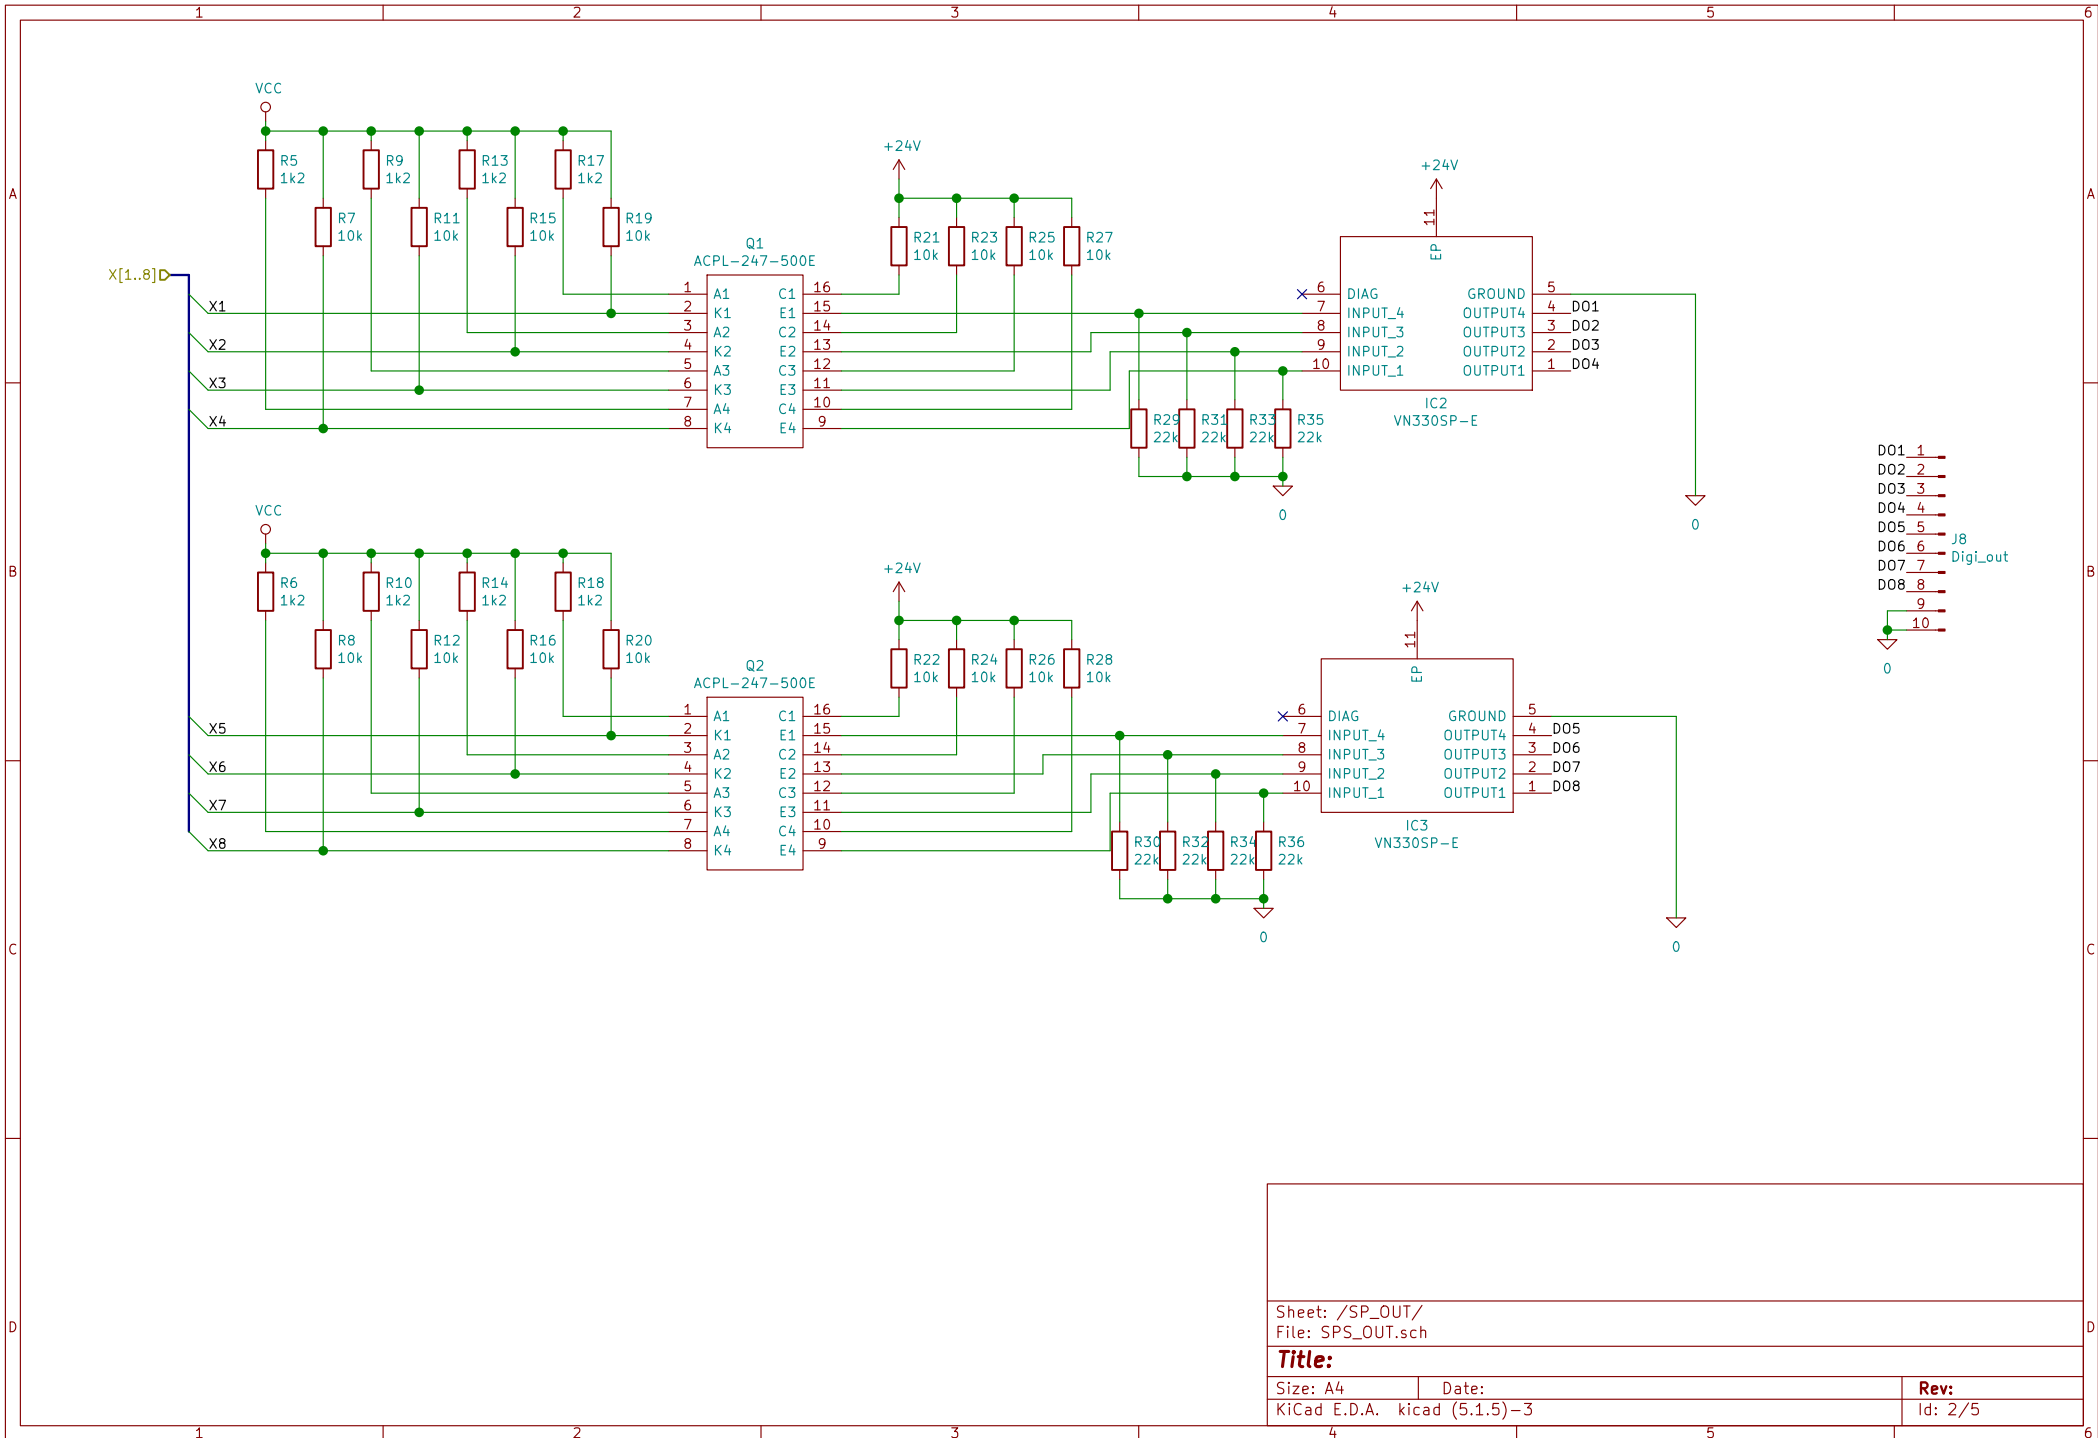 1 2 3 4 5 6
A A
B B
C C
D D
VCC
R5
1k2
R9
1k2
R13
1k2
R17
1k2
R7
10k
R11
10k
R15
10k
R19
10k
X[1..8]
X1
X2
X3
X4
Q1
ACPL-247-500E
1 A1 C1 16
2 K1 E1 15
3 A2 C2 14
4 K2 E2 13
5 A3 C3 12
6 K3 E3 11
7 A4 C4 10
8 K4 E4 9
+24V
R21
10k
R23
10k
R25
10k
R27
10k
R29
22k
R31
22k
R33
22k
R35
22k
0
+24V
11
EP
6 DIAG GROUND 5
7 INPUT_4 OUTPUT4 4 DO1
8 INPUT_3 OUTPUT3 3 DO2
9 INPUT_2 OUTPUT2 2 DO3
10 INPUT_1 OUTPUT1 1 DO4
IC2
VN330SP-E
0
DO1 1
DO2 2
DO3 3
DO4 4
DO5 5
DO6 6
DO7 7
DO8 8
9
10
J8
Digi_out
0
VCC
R6
1k2
R10
1k2
R14
1k2
R18
1k2
R8
10k
R12
10k
R16
10k
R20
10k
X5
X6
X7
X8
Q2
ACPL-247-500E
1 A1 C1 16
2 K1 E1 15
3 A2 C2 14
4 K2 E2 13
5 A3 C3 12
6 K3 E3 11
7 A4 C4 10
8 K4 E4 9
+24V
R22
10k
R24
10k
R26
10k
R28
10k
R30
22k
R32
22k
R34
22k
R36
22k
0
+24V
11
EP
6 DIAG GROUND 5
7 INPUT_4 OUTPUT4 4 DO5
8 INPUT_3 OUTPUT3 3 DO6
9 INPUT_2 OUTPUT2 2 DO7
10 INPUT_1 OUTPUT1 1 DO8
IC3
VN330SP-E
0
Sheet: /SP_OUT/
File: SPS_OUT.sch
Title:
Size: A4 Date: Rev:
KiCad E.D.A. kicad (5.1.5)-3 Id: 2/5
1 2 3 4 5 6